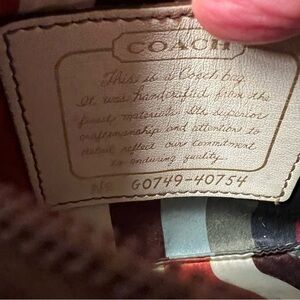 COACH
This is a Coach bag.
It was handcrafted from the
finest materials. Its superior
craftsmanship and attention to
detail reflect our commitment
to enduring quality.
No G0749-40754